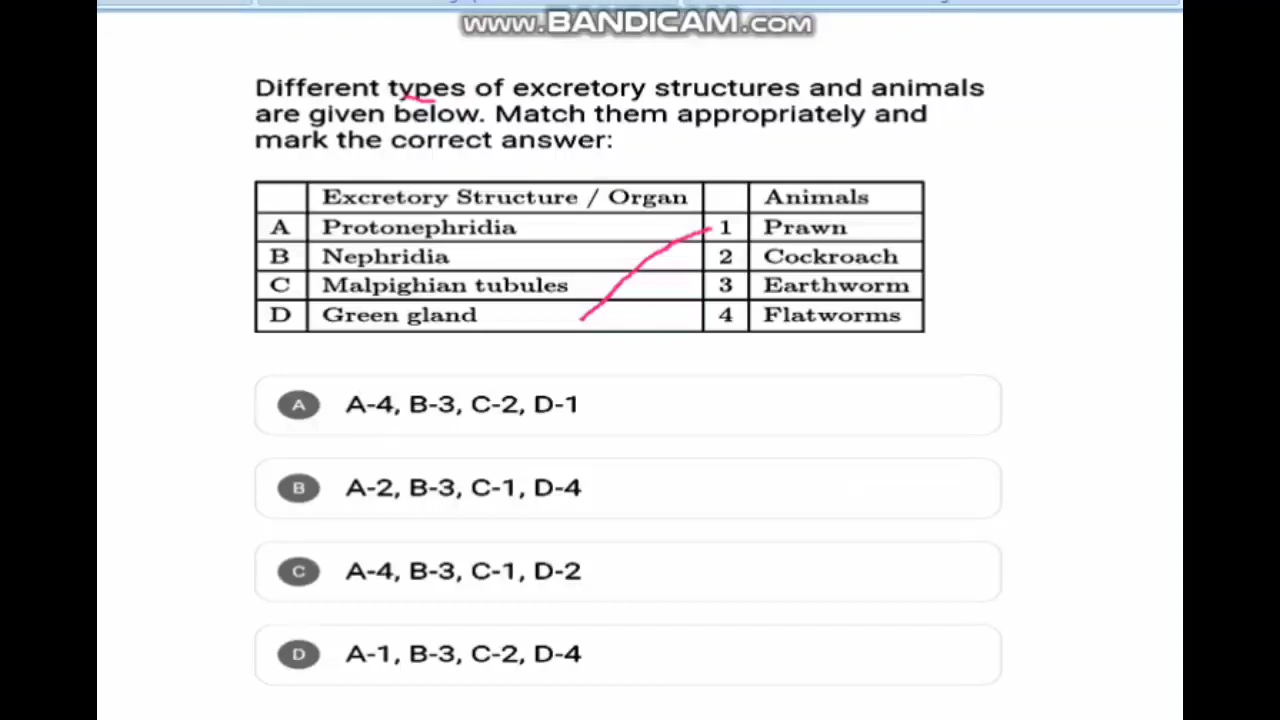 www.BANDICAM.com
Different types of excretory structures and animals
are given below. Match them appropriately and
mark the correct answer:
Excretory Structure / Organ Animals
A Protonephridia 1 Prawn
B Nephridia 2 Cockroach
C Malpighian tubules 3 Earthworm
D Green gland 4 Flatworms
A A-4, B-3, C-2, D-1
B A-2, B-3, C-1, D-4
C A-4, B-3, C-1, D-2
D A-1, B-3, C-2, D-4